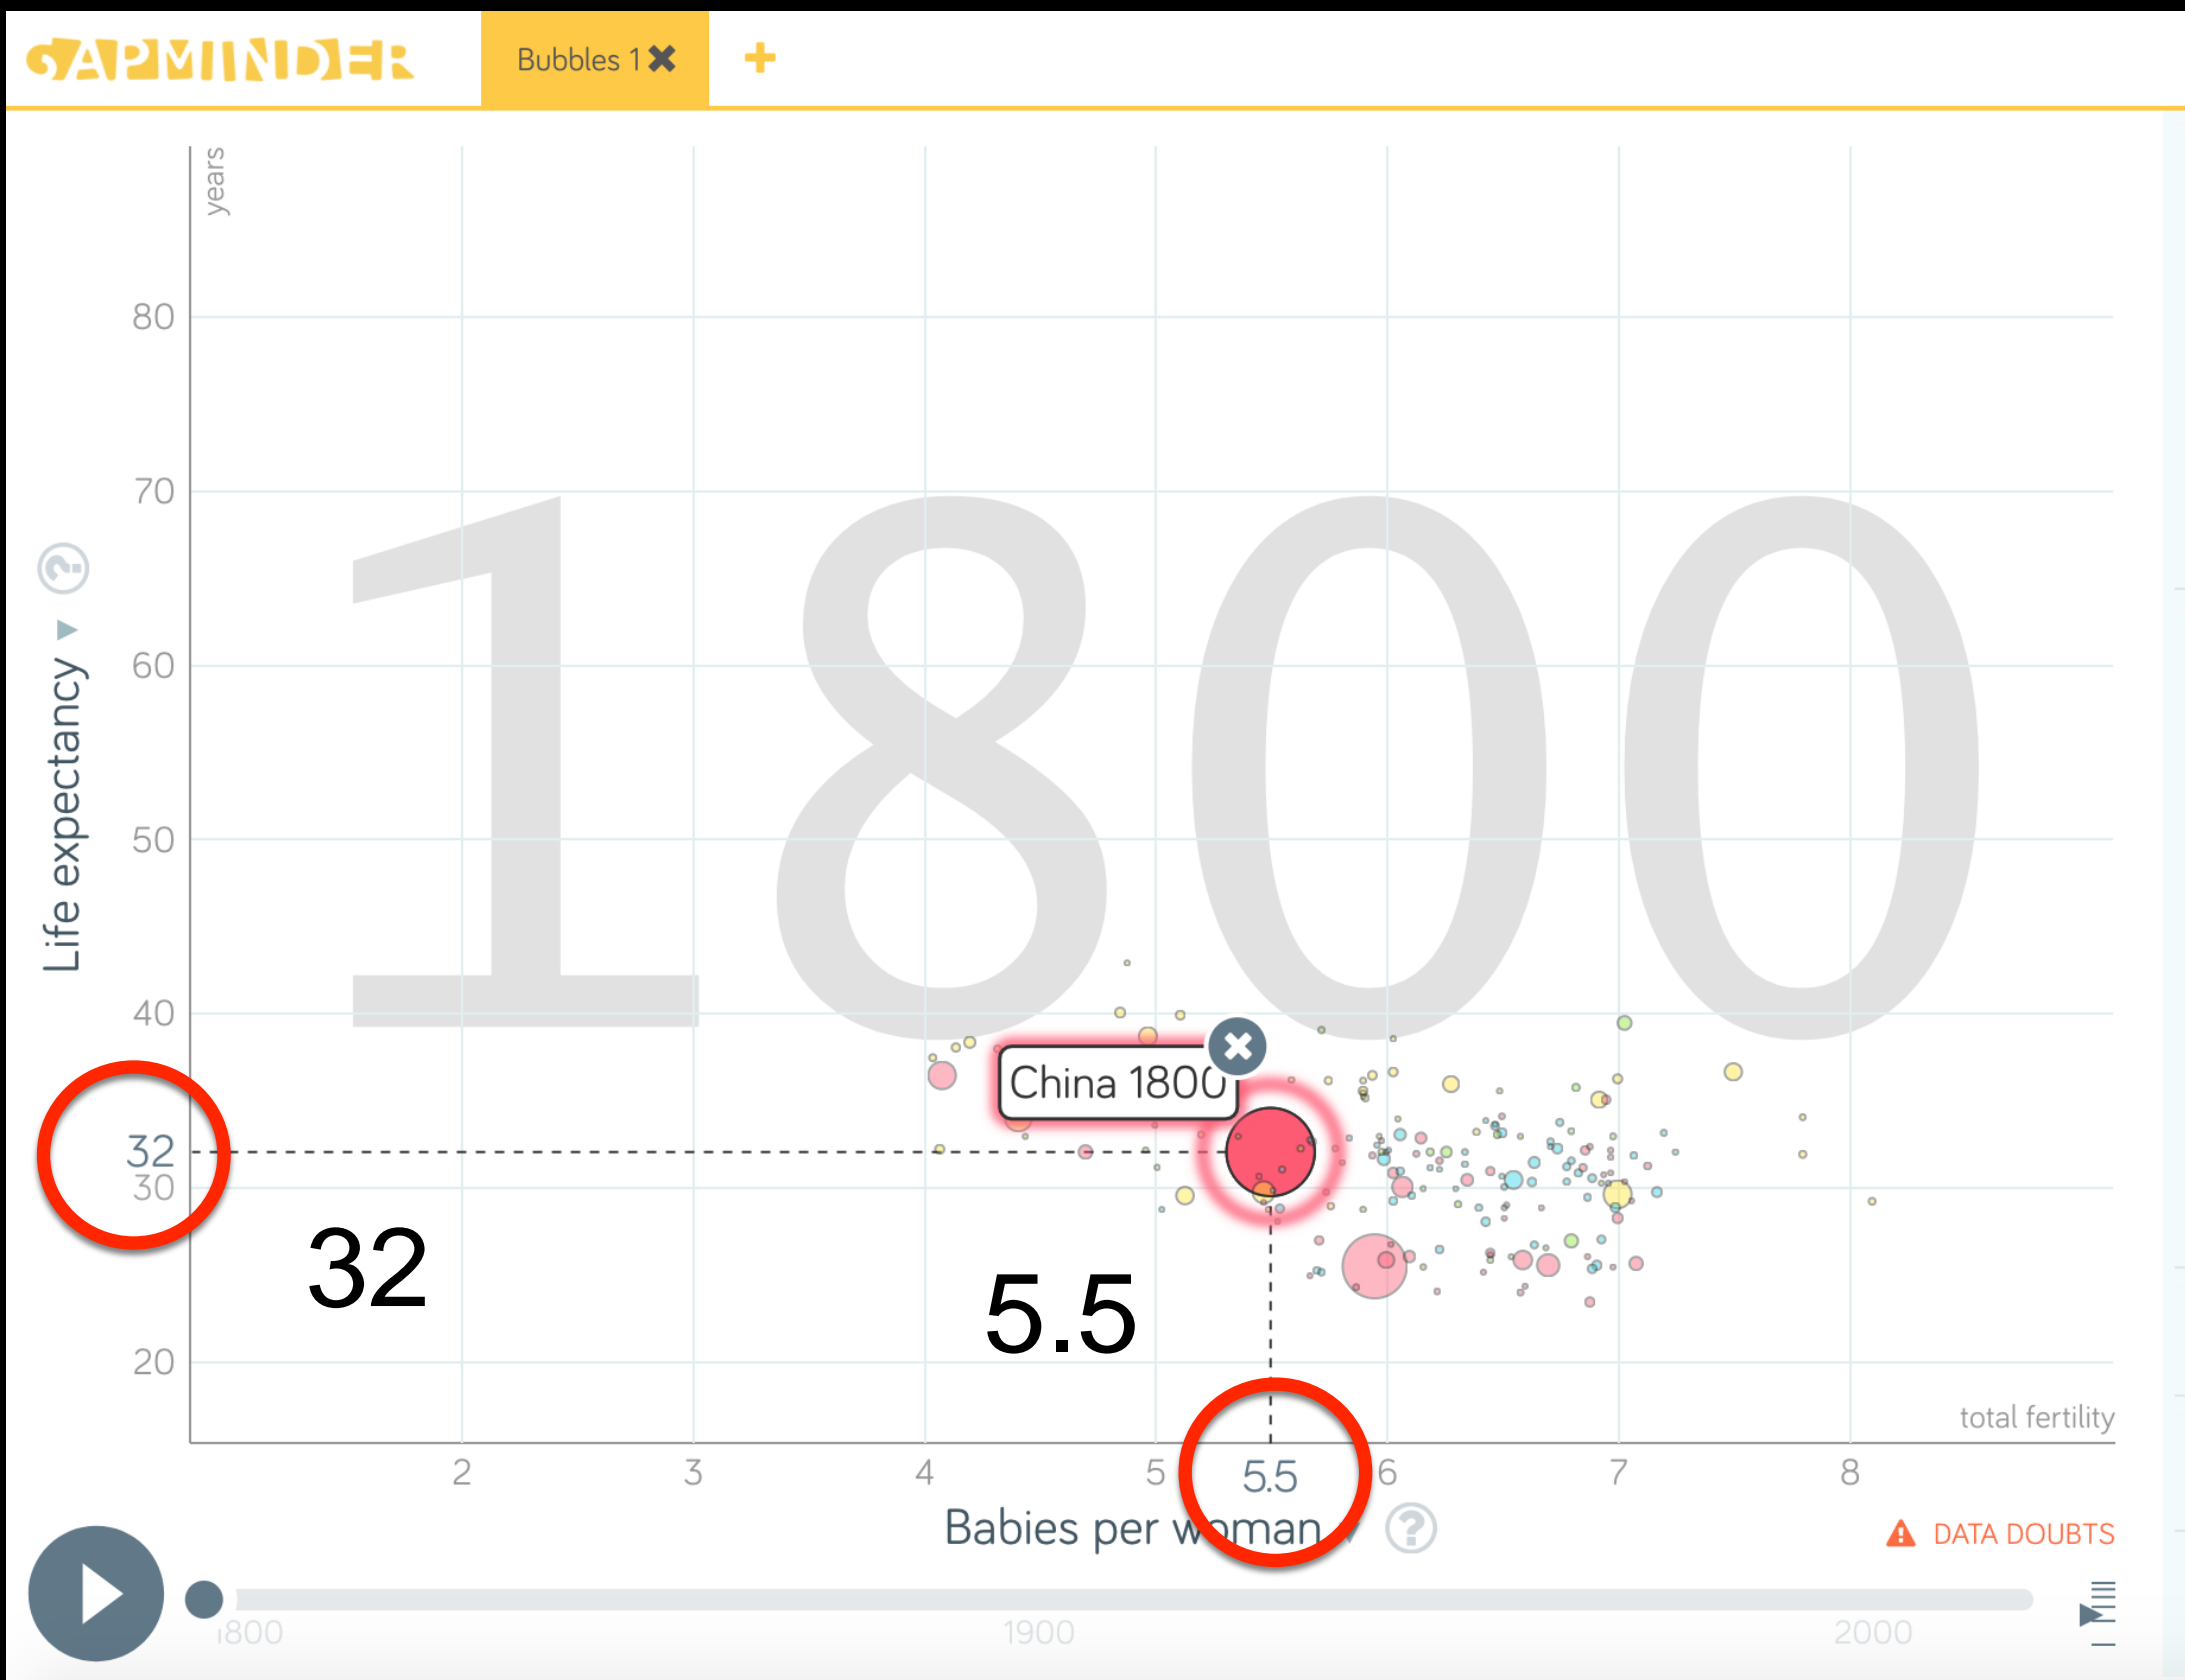 GAPMINDER
Bubbles 1
years
80
70
60
50
40
32
30
20
Life expectancy
1800
China 1800
32
5.5
total fertility
2 3 4 5 5.5 6 7 8
Babies per woman
DATA DOUBTS
1800 1900 2000